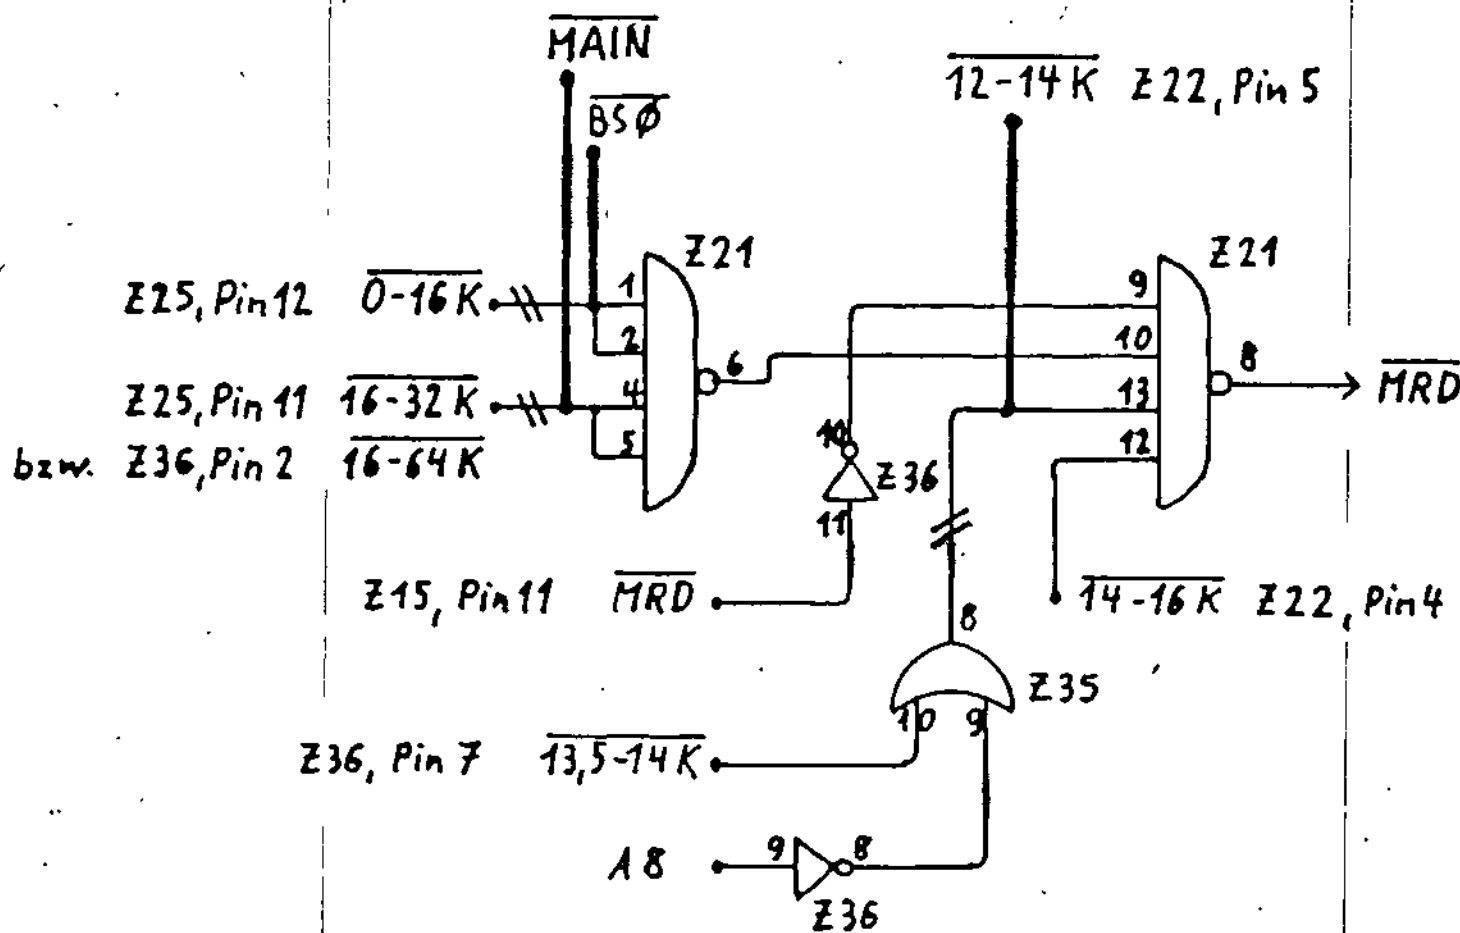 MAIN
BSØ
12-14K Z22, Pin 5
Z21
Z21
Z25, Pin 12 0-16K
1
2
4
5
6
9
10
13
12
8
MRD
Z25, Pin 11 16-32K
bzw. Z36, Pin 2 16-64K
10
Z36
11
Z15, Pin 11 MRD
14-16K Z22, Pin 4
8
Z35
10 9
Z36, Pin 7 13,5-14K
A8 9 8
Z36